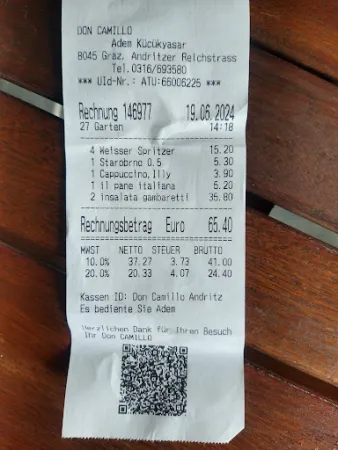 DON CAMILLO
Adem Kücükyasar
8045 Graz, Andritzer Reichstrass
Tel.0316/693580
*** UId-Nr.: ATU:66006225 ***
Rechnung 146977 19.06.2024
27 Garten 14:18
4 Weisser Spritzer 15.20
1 Starobrno 0.5 5.30
1 Cappuccino,Illy 3.90
1 il pane italiana 5.20
2 insalata gambaretti 35.80
Rechnungsbetrag Euro 65.40
MWST NETTO STEUER BRUTTO
10.0% 37.27 3.73 41.00
20.0% 20.33 4.07 24.40
Kassen ID: Don Camillo Andritz
Es bediente Sie Adem
Herzlichen Dank für Ihren Besuch
Ihr Don CAMILLO